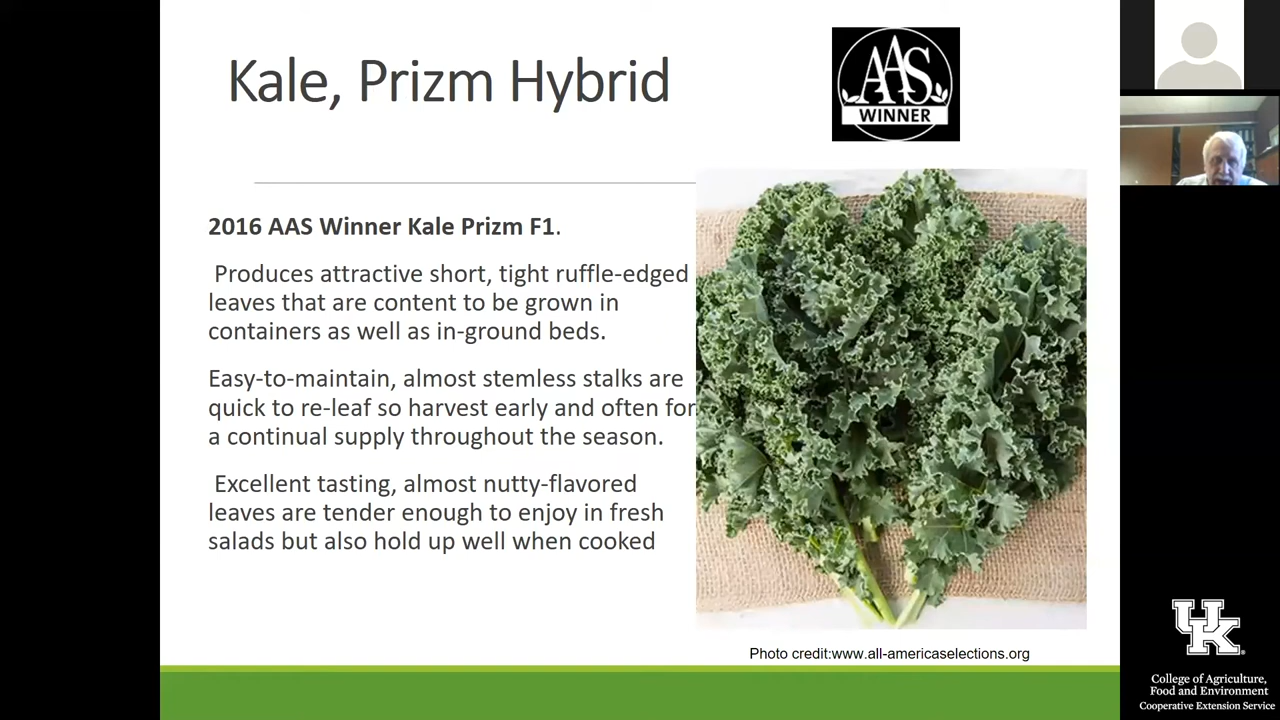 Kale, Prizm Hybrid
AAS
WINNER
2016 AAS Winner Kale Prizm F1.
Produces attractive short, tight ruffle-edged
leaves that are content to be grown in
containers as well as in-ground beds.
Easy-to-maintain, almost stemless stalks are
quick to re-leaf so harvest early and often for
a continual supply throughout the season.
Excellent tasting, almost nutty-flavored
leaves are tender enough to enjoy in fresh
salads but also hold up well when cooked
Photo credit:www.all-americaselections.org
UK
College of Agriculture,
Food and Environment
Cooperative Extension Service